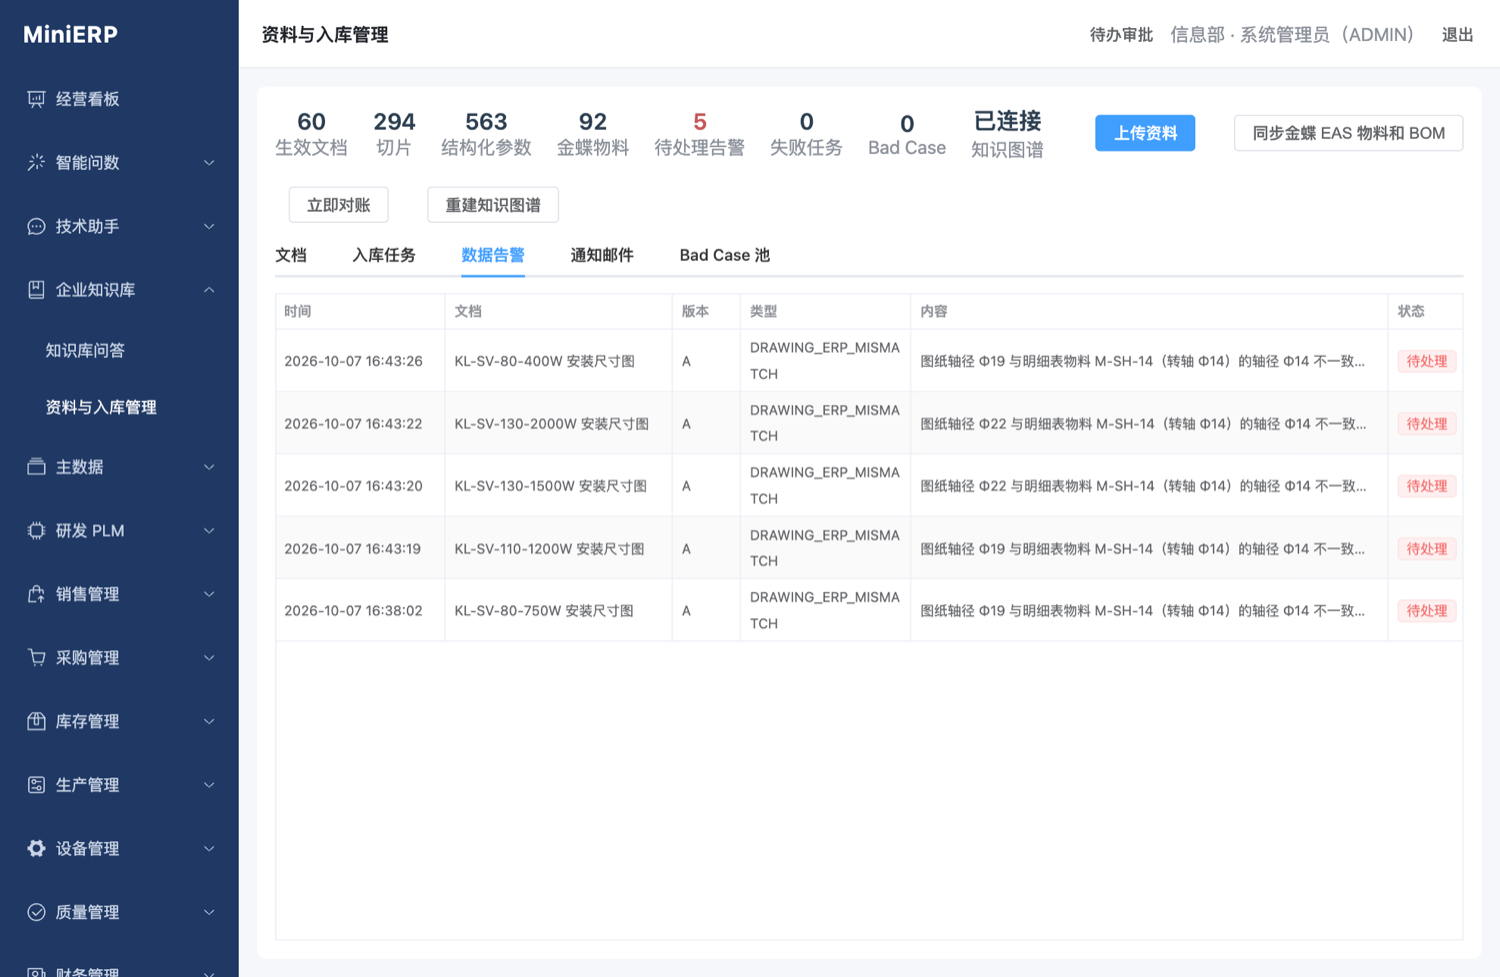 MiniERP
资料与入库管理
待办审批
信息部 · 系统管理员（ADMIN）
退出
经营看板
智能问数
技术助手
企业知识库
知识库问答
资料与入库管理
主数据
研发 PLM
销售管理
采购管理
库存管理
生产管理
设备管理
质量管理
财务管理
60
生效文档
294
切片
563
结构化参数
92
金蝶物料
5
待处理告警
0
失败任务
0
Bad Case
已连接
知识图谱
上传资料
同步金蝶 EAS 物料和 BOM
立即对账
重建知识图谱
文档 入库任务 数据告警 通知邮件 Bad Case 池
时间 文档 版本 类型 内容 状态
2026-10-07 16:43:26 KL-SV-80-400W 安装尺寸图 A DRAWING_ERP_MISMA
TCH 图纸轴径 Φ19 与明细表物料 M-SH-14（转轴 Φ14）的轴径 Φ14 不一致... 待处理
2026-10-07 16:43:22 KL-SV-130-2000W 安装尺寸图 A DRAWING_ERP_MISMA
TCH 图纸轴径 Φ22 与明细表物料 M-SH-14（转轴 Φ14）的轴径 Φ14 不一致... 待处理
2026-10-07 16:43:20 KL-SV-130-1500W 安装尺寸图 A DRAWING_ERP_MISMA
TCH 图纸轴径 Φ22 与明细表物料 M-SH-14（转轴 Φ14）的轴径 Φ14 不一致... 待处理
2026-10-07 16:43:19 KL-SV-110-1200W 安装尺寸图 A DRAWING_ERP_MISMA
TCH 图纸轴径 Φ19 与明细表物料 M-SH-14（转轴 Φ14）的轴径 Φ14 不一致... 待处理
2026-10-07 16:38:02 KL-SV-80-750W 安装尺寸图 A DRAWING_ERP_MISMA
TCH 图纸轴径 Φ19 与明细表物料 M-SH-14（转轴 Φ14）的轴径 Φ14 不一致... 待处理